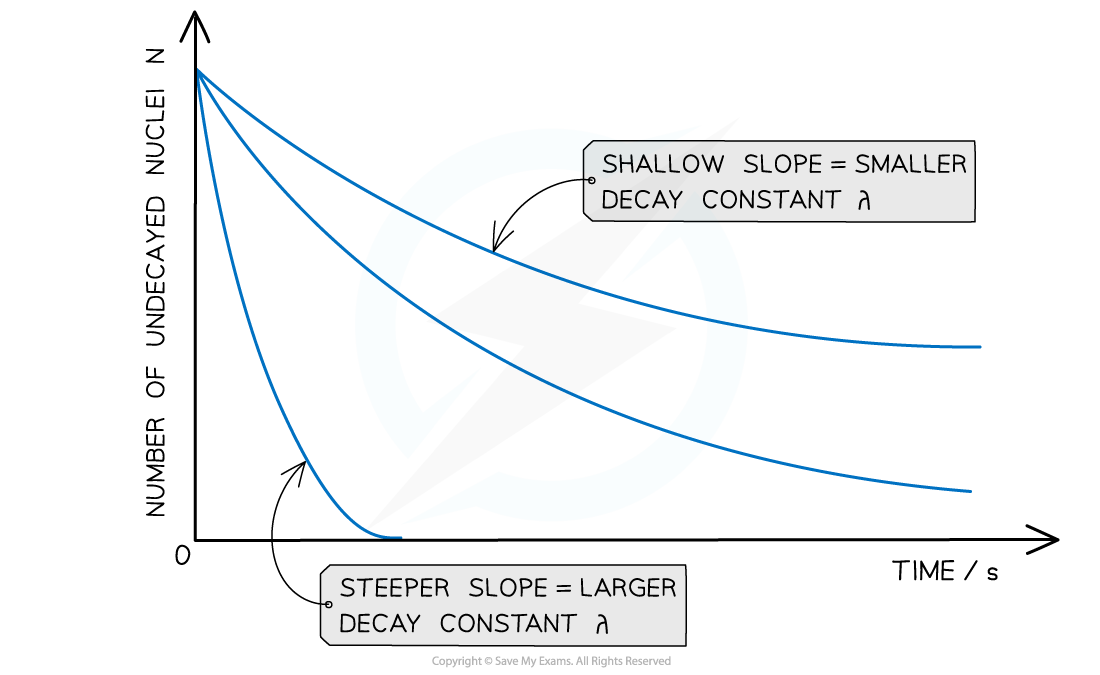 NUMBER OF UNDECAYED NUCLEI N
SHALLOW SLOPE = SMALLER
DECAY CONSTANT λ
0
TIME / s
STEEPER SLOPE = LARGER
DECAY CONSTANT λ
Copyright © Save My Exams. All Rights Reserved